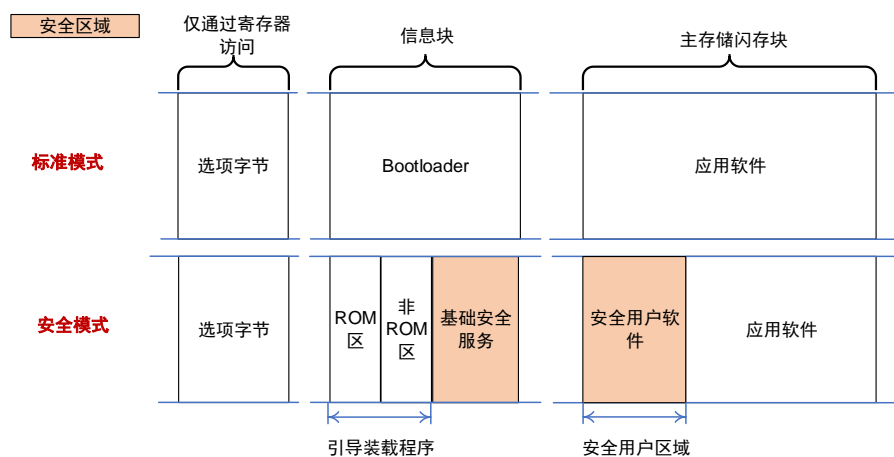 安全区域
仅通过寄存器
访问
信息块
主存储闪存块
标准模式
选项字节
Bootloader
应用软件
安全模式
选项字节
ROM
区
非
ROM
区
基础安全
服务
安全用户软
件
应用软件
引导装载程序
安全用户区域